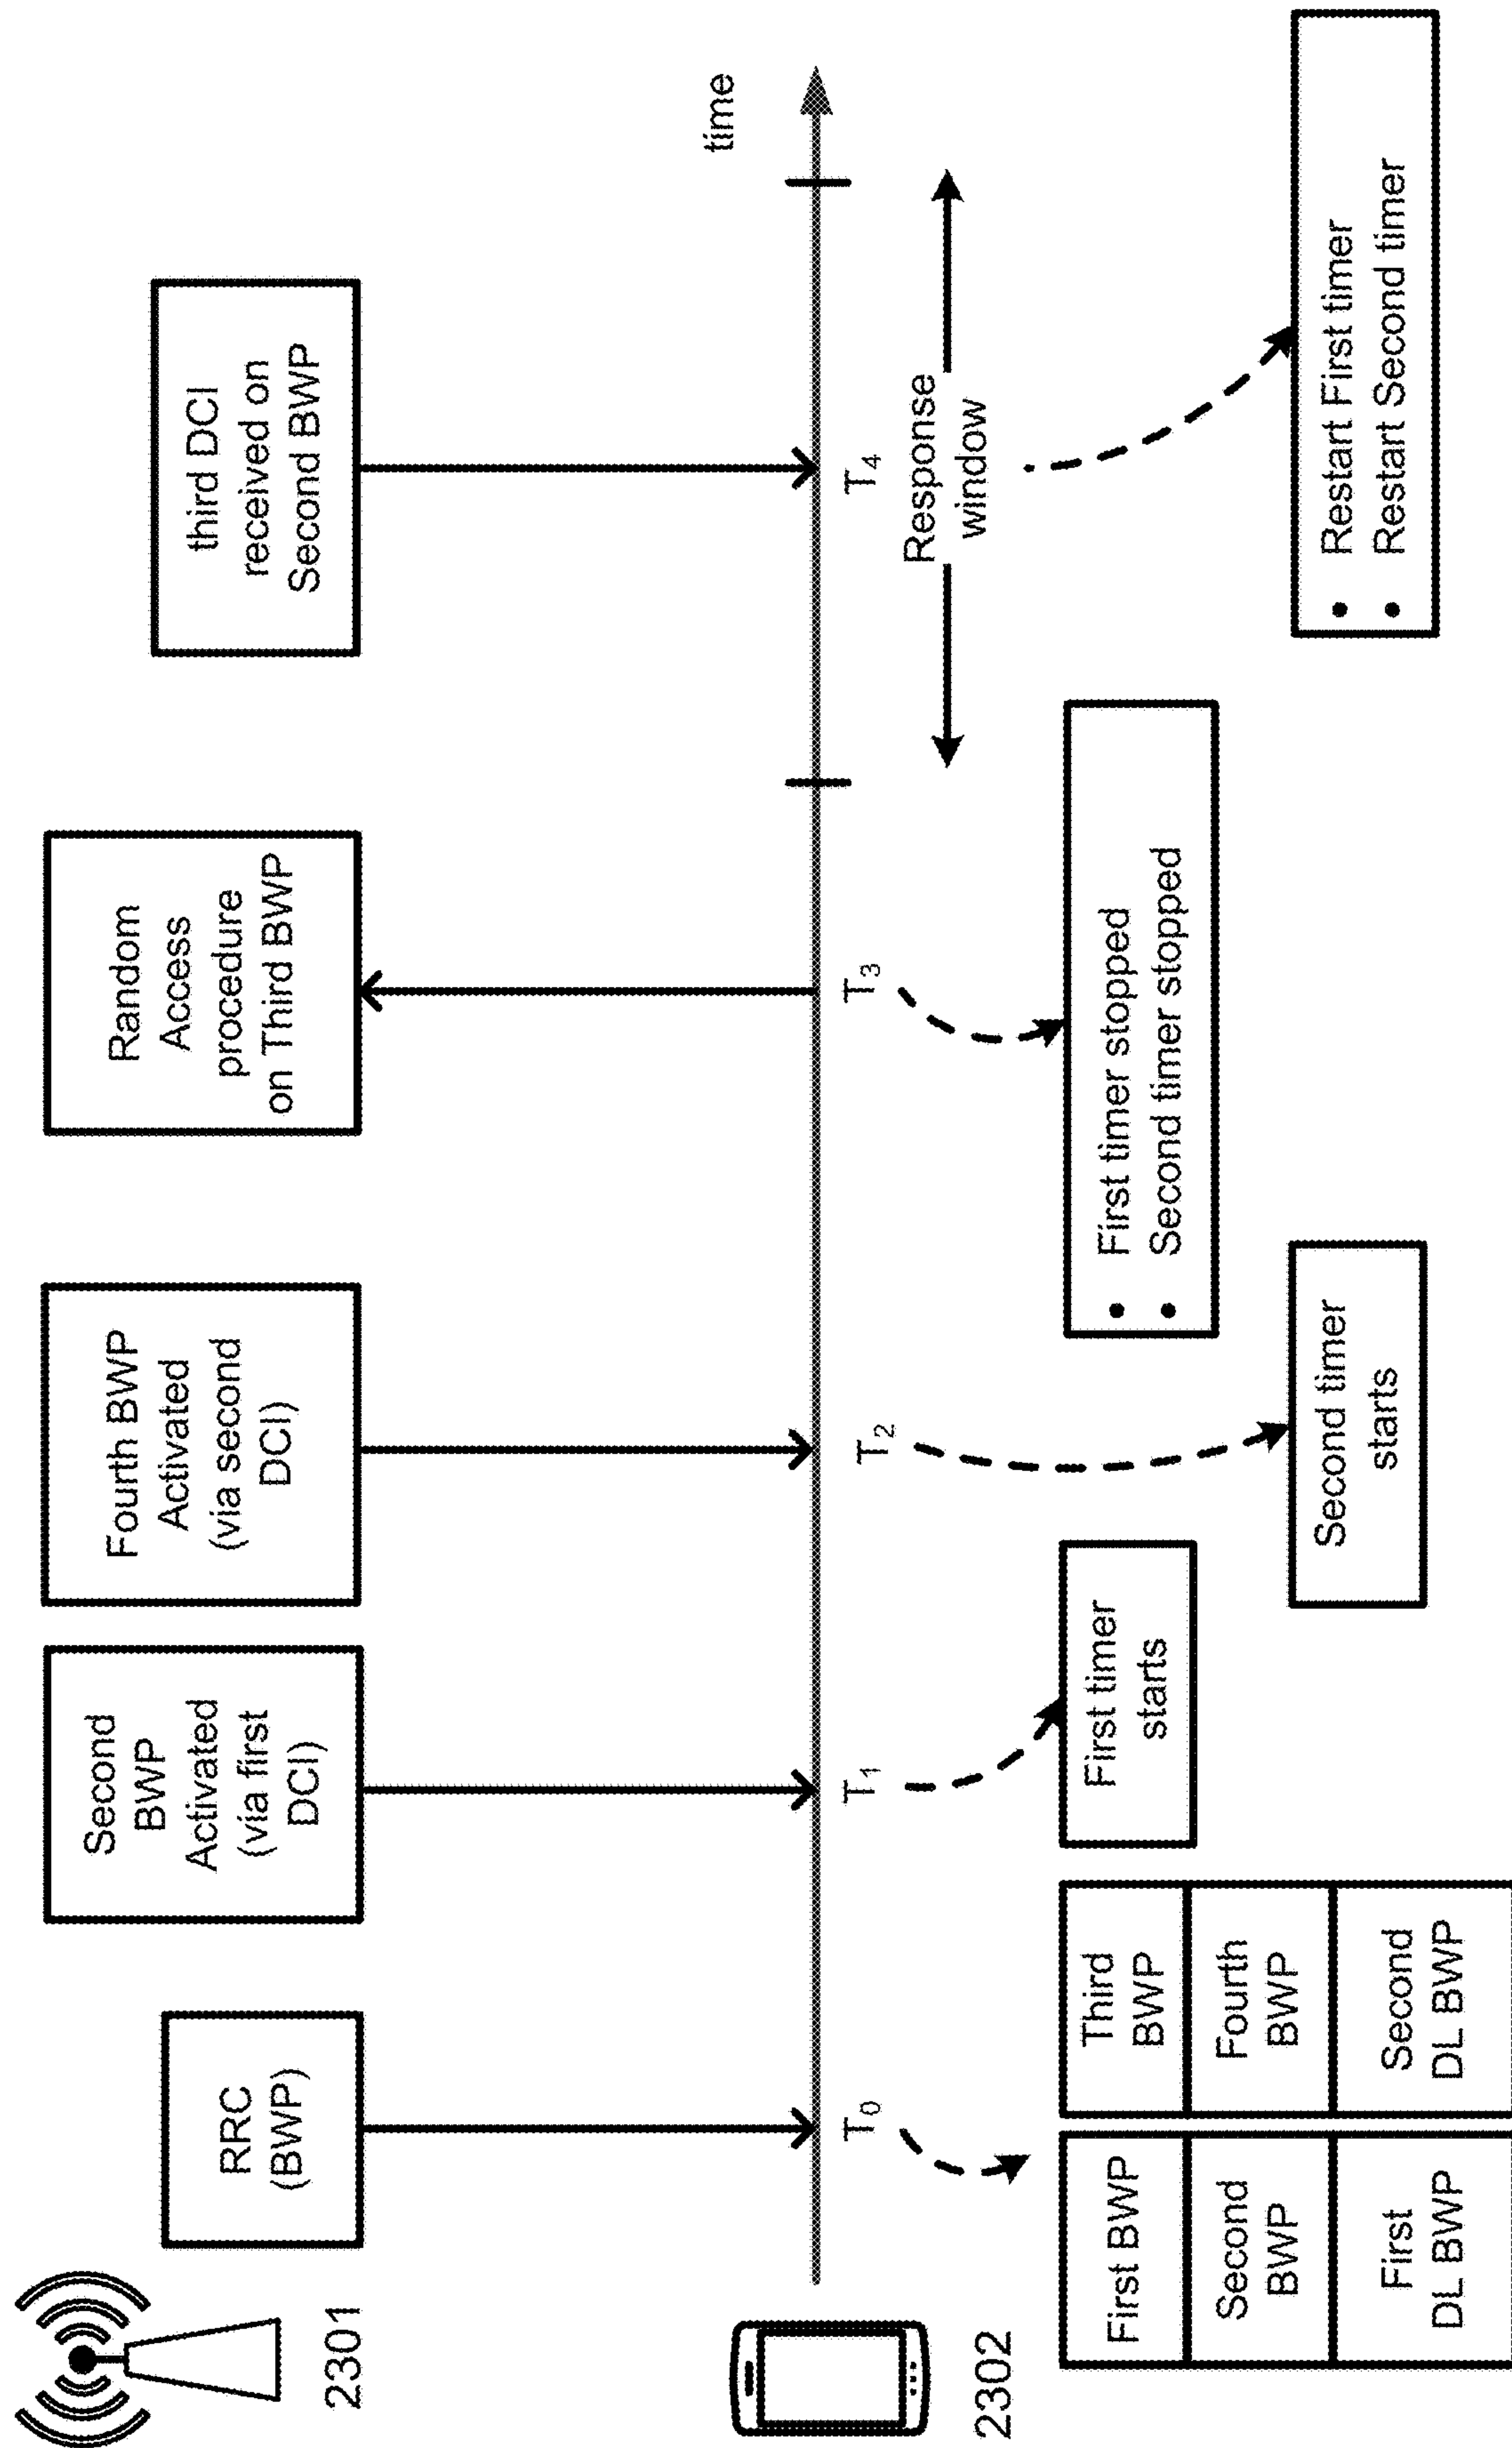 2301
RRC
(BWP)
Second
BWP
Activated
(via first
DCI)
Fourth BWP
Activated
(via second
DCI)
Random
Access
procedure
on Third BWP
third DCI
received on
Second BWP
time
2302
T0
T1
T2
T3
T4
Response
window
First BWP
Second
BWP
First
DL BWP
Third
BWP
Fourth
BWP
Second
DL BWP
First timer
starts
Second timer
starts
• First timer stopped
• Second timer stopped
• Restart First timer
• Restart Second timer